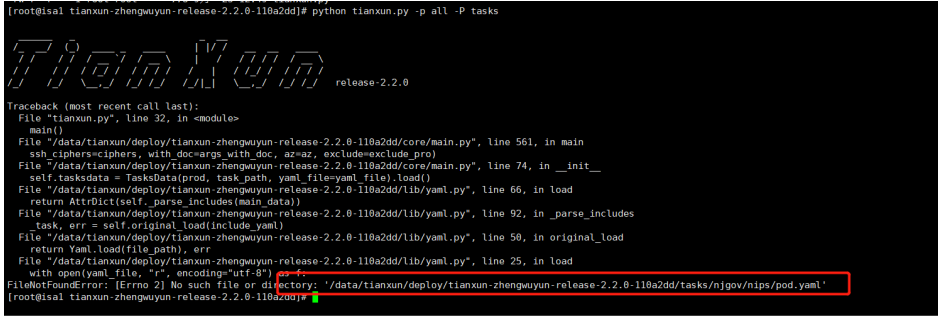 [root@isa1 tianxun-zhengwuyun-release-2.2.0-110a2dd]# python tianxun.py -p all -P tasks
Tian Xun
release-2.2.0
Traceback (most recent call last):
File "tianxun.py", line 32, in <module>
main()
File "/data/tianxun/deploy/tianxun-zhengwuyun-release-2.2.0-110a2dd/core/main.py", line 561, in main
ssh_ciphers=ciphers, with_doc=args_with_doc, az=az, exclude=exclude_pro)
File "/data/tianxun/deploy/tianxun-zhengwuyun-release-2.2.0-110a2dd/core/main.py", line 74, in __init__
self.tasksdata = TasksData(prod, task_path, yaml_file=yaml_file).load()
File "/data/tianxun/deploy/tianxun-zhengwuyun-release-2.2.0-110a2dd/lib/yaml.py", line 66, in load
return AttrDict(self._parse_includes(main_data))
File "/data/tianxun/deploy/tianxun-zhengwuyun-release-2.2.0-110a2dd/lib/yaml.py", line 92, in _parse_includes
_task, err = self.original_load(include_yaml)
File "/data/tianxun/deploy/tianxun-zhengwuyun-release-2.2.0-110a2dd/lib/yaml.py", line 50, in original_load
return Yaml.load(file_path), err
File "/data/tianxun/deploy/tianxun-zhengwuyun-release-2.2.0-110a2dd/lib/yaml.py", line 25, in load
with open(yaml_file, "r", encoding="utf-8") as f:
FileNotFoundError: [Errno 2] No such file or directory: '/data/tianxun/deploy/tianxun-zhengwuyun-release-2.2.0-110a2dd/tasks/njgov/nips/pod.yaml'
[root@isa1 tianxun-zhengwuyun-release-2.2.0-110a2dd]#